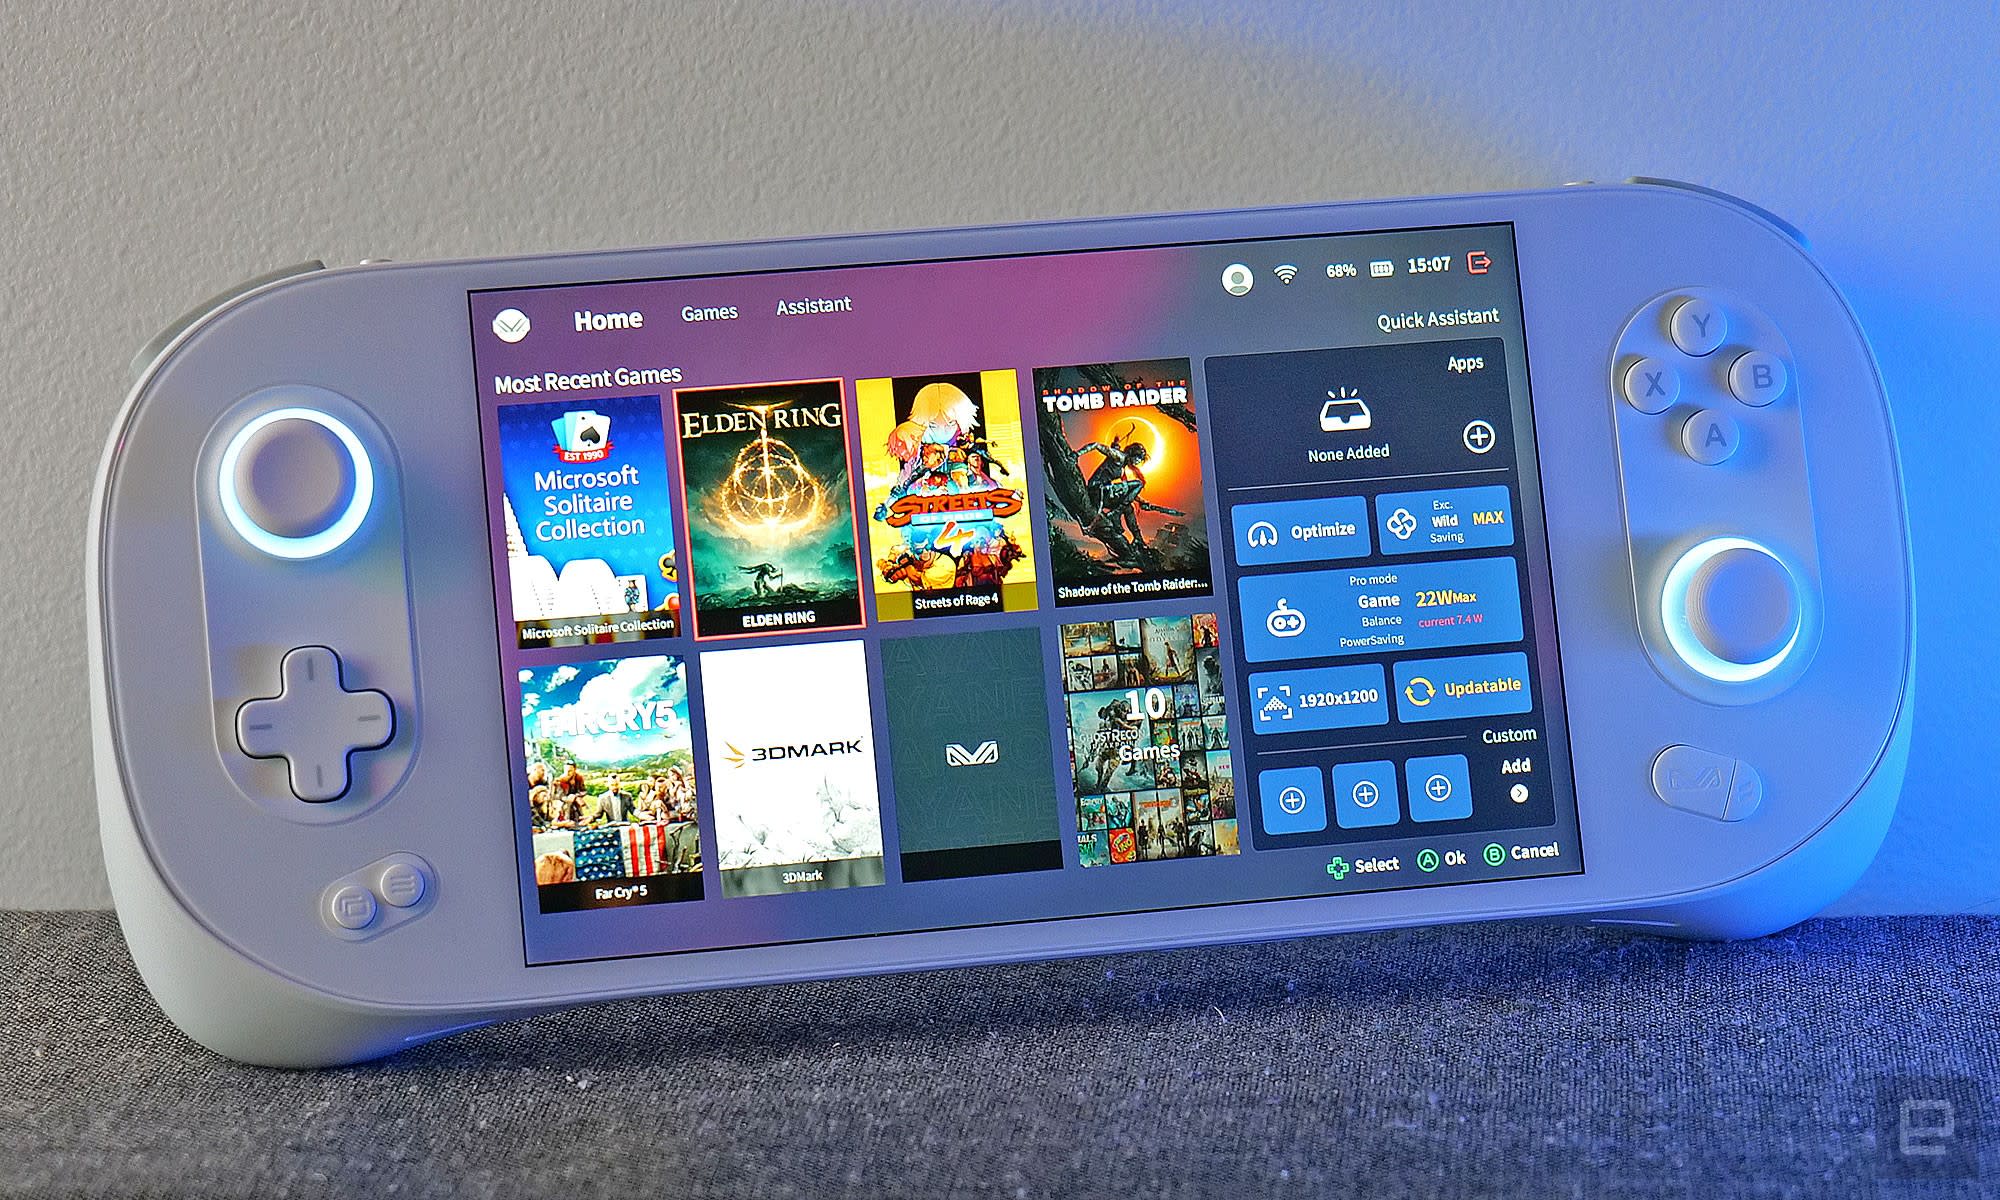 Home
Games
Assistant
68%
15:07
Most Recent Games
Quick Assistant
EST 1990
Microsoft
Solitaire
Collection
Microsoft Solitaire Collection
ELDEN RING
ELDEN RING
STREETS
OF RAGE
4
Streets of Rage 4
SHADOW OF THE
TOMB RAIDER
Shadow of the Tomb Raider:...
Apps
None Added
Optimize
Exc.
Wild
Saving
MAX
Pro mode
Game
Balance
PowerSaving
22WMax
current 7.4 W
1920x1200
Updatable
Custom
Add
FARCRY5
Far Cry® 5
3DMARK
3DMark
10
Games
Select
A Ok
B Cancel
Y
X
B
A